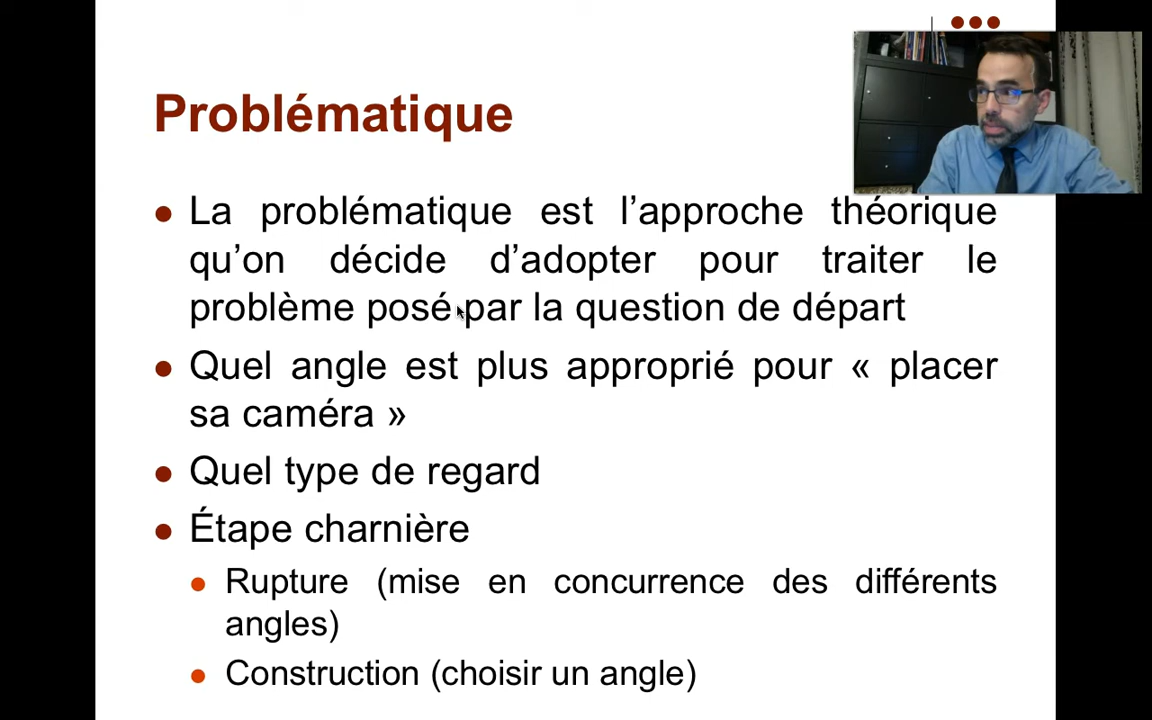 Problématique
La problématique est l’approche théorique
qu’on décide d’adopter pour traiter le
problème posé par la question de départ
Quel angle est plus approprié pour « placer
sa caméra »
Quel type de regard
Étape charnière
Rupture (mise en concurrence des différents
angles)
Construction (choisir un angle)